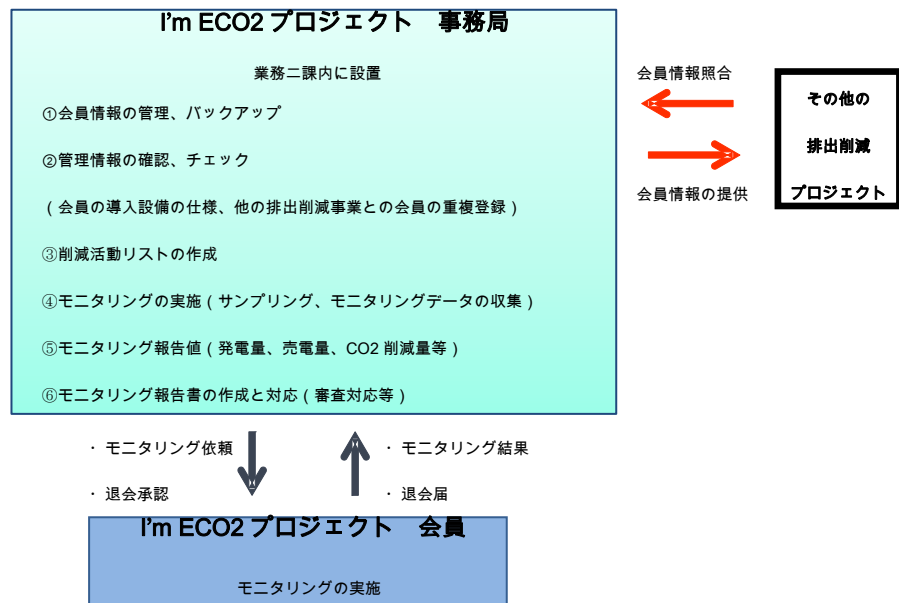 I'm ECO2 プロジェクト　事務局
業務二課内に設置
①会員情報の管理、バックアップ
②管理情報の確認、チェック
（会員の導入設備の仕様、他の排出削減事業との会員の重複登録）
③削減活動リストの作成
④モニタリングの実施（サンプリング、モニタリングデータの収集）
⑤モニタリング報告値（発電量、売電量、CO2 削減量等）
⑥モニタリング報告書の作成と対応（審査対応等）
会員情報照合
会員情報の提供
その他の
排出削減
プロジェクト
・ モニタリング依頼
・ 退会承認
・ モニタリング結果
・ 退会届
I'm ECO2 プロジェクト　会員
モニタリングの実施